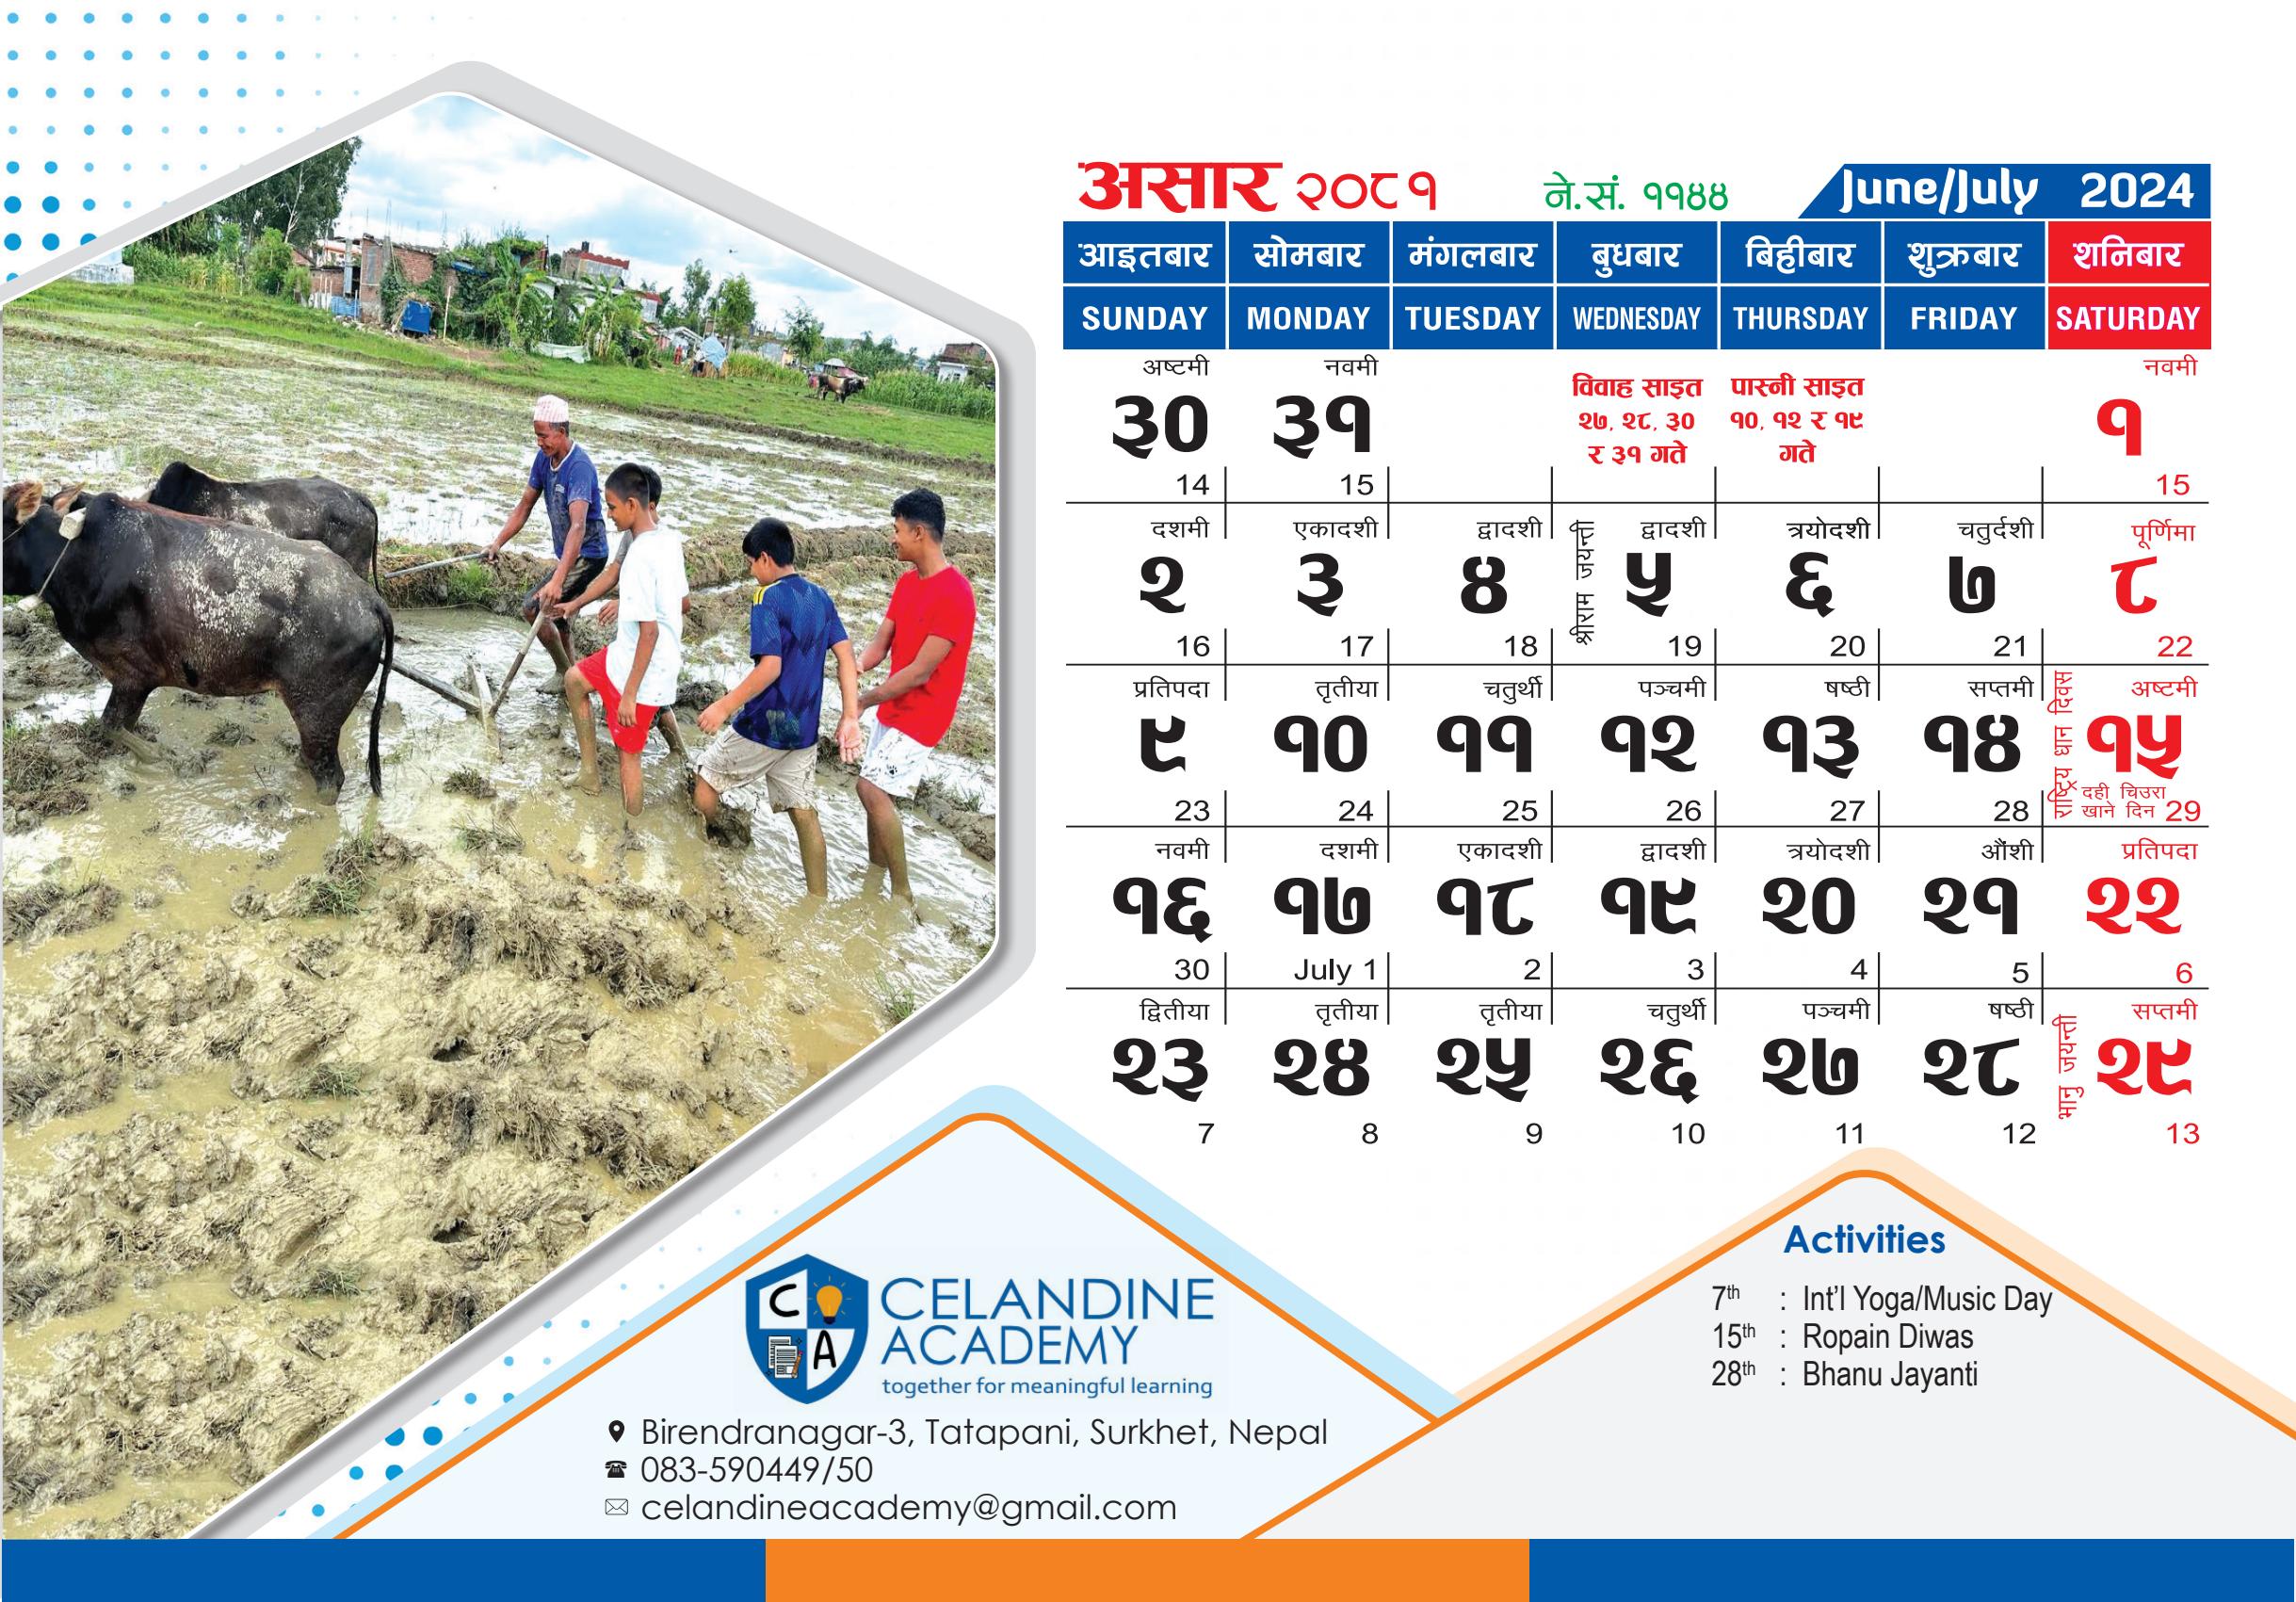 असार २०८१ ने.सं. ११४४ June/July 2024
आइतबार सोमबार मंगलबार बुधबार बिहीबार शुक्रबार शनिबार
SUNDAY MONDAY TUESDAY WEDNESDAY THURSDAY FRIDAY SATURDAY
अष्टमी नवमी नवमी
३० ३१ १
विवाह साइत
२७, २८, ३०
र ३१ गते
पास्नी साइत
१०, १२ र १९
गते
14 15 15
दशमी एकादशी द्वादशी द्वादशी त्रयोदशी चतुर्दशी पूर्णिमा
२ ३ ४ ५ ६ ७ ८
श्रीराम जयन्ती
16 17 18 19 20 21 22
प्रतिपदा तृतीया चतुर्थी पञ्चमी षष्ठी सप्तमी अष्टमी
९ १० ११ १२ १३ १४ १५
राष्ट्रिय धान दिवस
दही चिउरा
खाने दिन
23 24 25 26 27 28 29
नवमी दशमी एकादशी द्वादशी त्रयोदशी औंशी प्रतिपदा
१६ १७ १८ १९ २० २१ २२
30 July 1 2 3 4 5 6
द्वितीया तृतीया तृतीया चतुर्थी पञ्चमी षष्ठी सप्तमी
२३ २४ २५ २६ २७ २८ २९
भानु जयन्ती
7 8 9 10 11 12 13
C A
CELANDINE
ACADEMY
together for meaningful learning
Birendranagar-3, Tatapani, Surkhet, Nepal
083-590449/50
celandineacademy@gmail.com
Activities
7th : Int'l Yoga/Music Day
15th : Ropain Diwas
28th : Bhanu Jayanti